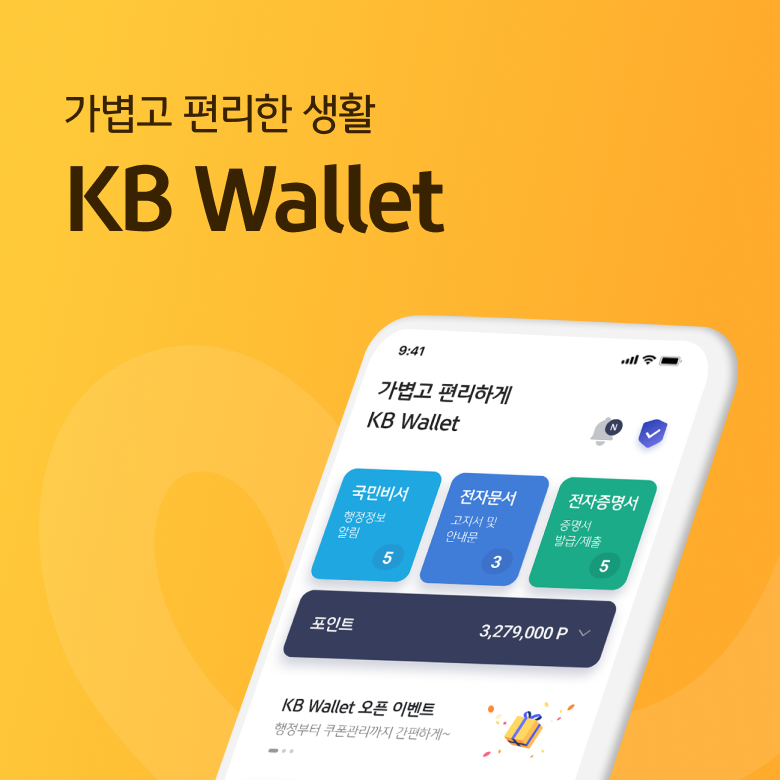 가볍고 편리한 생활
KB Wallet
9:41
가볍고 편리하게
KB Wallet
N
국민비서
행정정보
알림
5
전자문서
고지서 및
안내문
3
전자증명서
증명서
발급/제출
5
포인트 3,279,000 P
KB Wallet 오픈 이벤트
행정부터 쿠폰관리까지 간편하게~